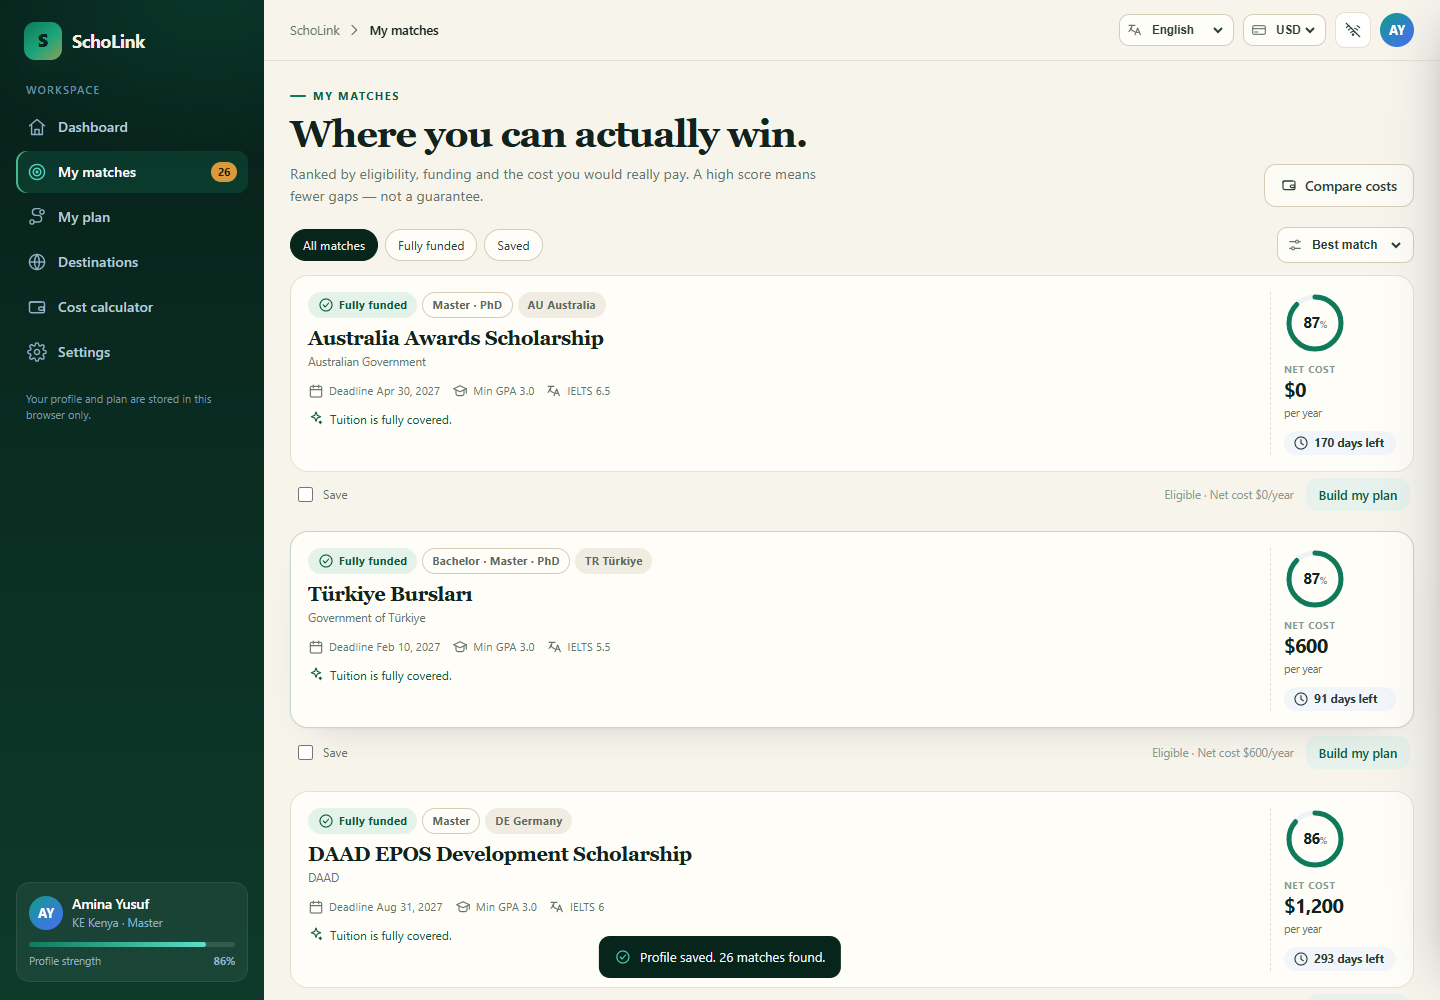 S SchoLink
WORKSPACE
Dashboard
My matches 26
My plan
Destinations
Cost calculator
Settings
Your profile and plan are stored in this
browser only.
AY Amina Yusuf
KE Kenya · Master
Profile strength 86%
SchoLink > My matches
English
USD
AY
MY MATCHES
Where you can actually win.
Ranked by eligibility, funding and the cost you would really pay. A high score means
fewer gaps — not a guarantee.
Compare costs
All matches Fully funded Saved
Best match
Fully funded Master · PhD AU Australia
Australia Awards Scholarship
Australian Government
Deadline Apr 30, 2027 Min GPA 3.0 IELTS 6.5
Tuition is fully covered.
87%
NET COST
$0
per year
170 days left
Save
Eligible · Net cost $0/year Build my plan
Fully funded Bachelor · Master · PhD TR Türkiye
Türkiye Bursları
Government of Türkiye
Deadline Feb 10, 2027 Min GPA 3.0 IELTS 5.5
Tuition is fully covered.
87%
NET COST
$600
per year
91 days left
Save
Eligible · Net cost $600/year Build my plan
Fully funded Master DE Germany
DAAD EPOS Development Scholarship
DAAD
Deadline Aug 31, 2027 Min GPA 3.0 IELTS 6
Tuition is fully covered.
86%
NET COST
$1,200
per year
293 days left
Profile saved. 26 matches found.